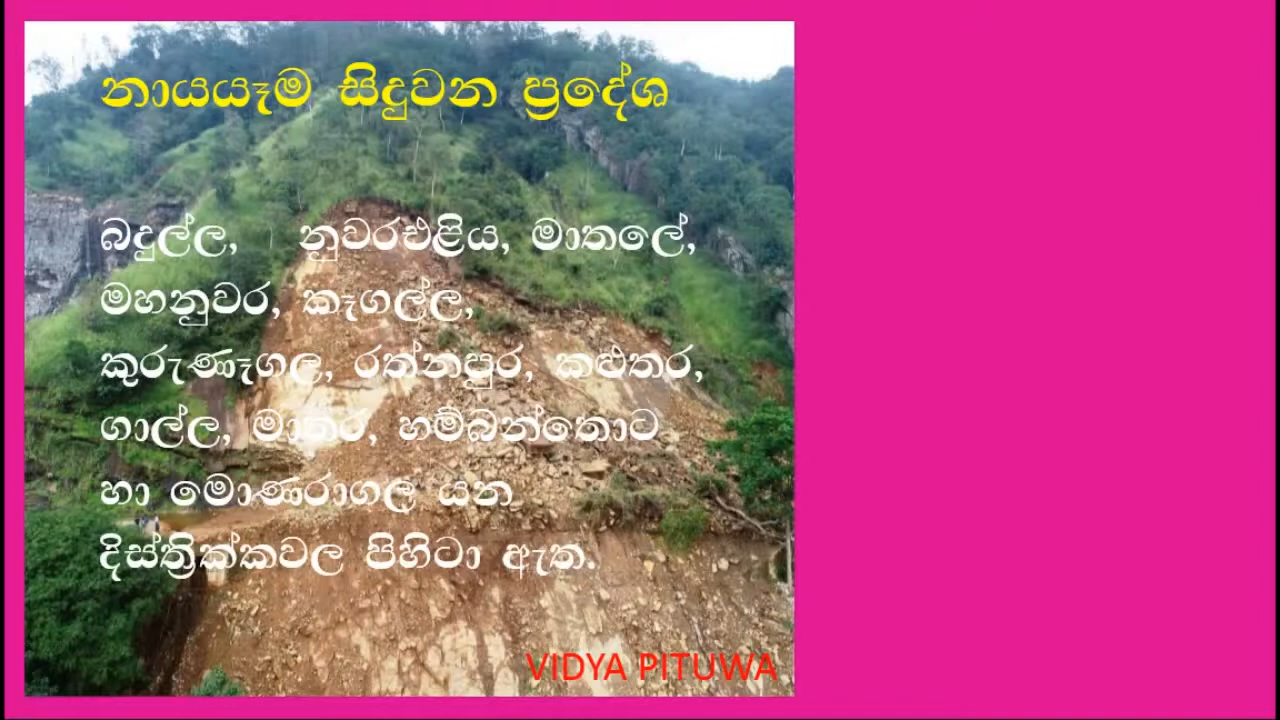 නායයෑම සිදුවන ප්‍රදේශ
බදුල්ල, නුවරඑළිය, මාතලේ,
මහනුවර, කෑගල්ල,
කුරුණෑගල, රත්නපුර, කළුතර,
ගාල්ල, මාතර, හම්බන්තොට
හා මොණරාගල යන
දිස්ත්‍රික්කවල පිහිටා ඇත.
VIDYA PITUWA